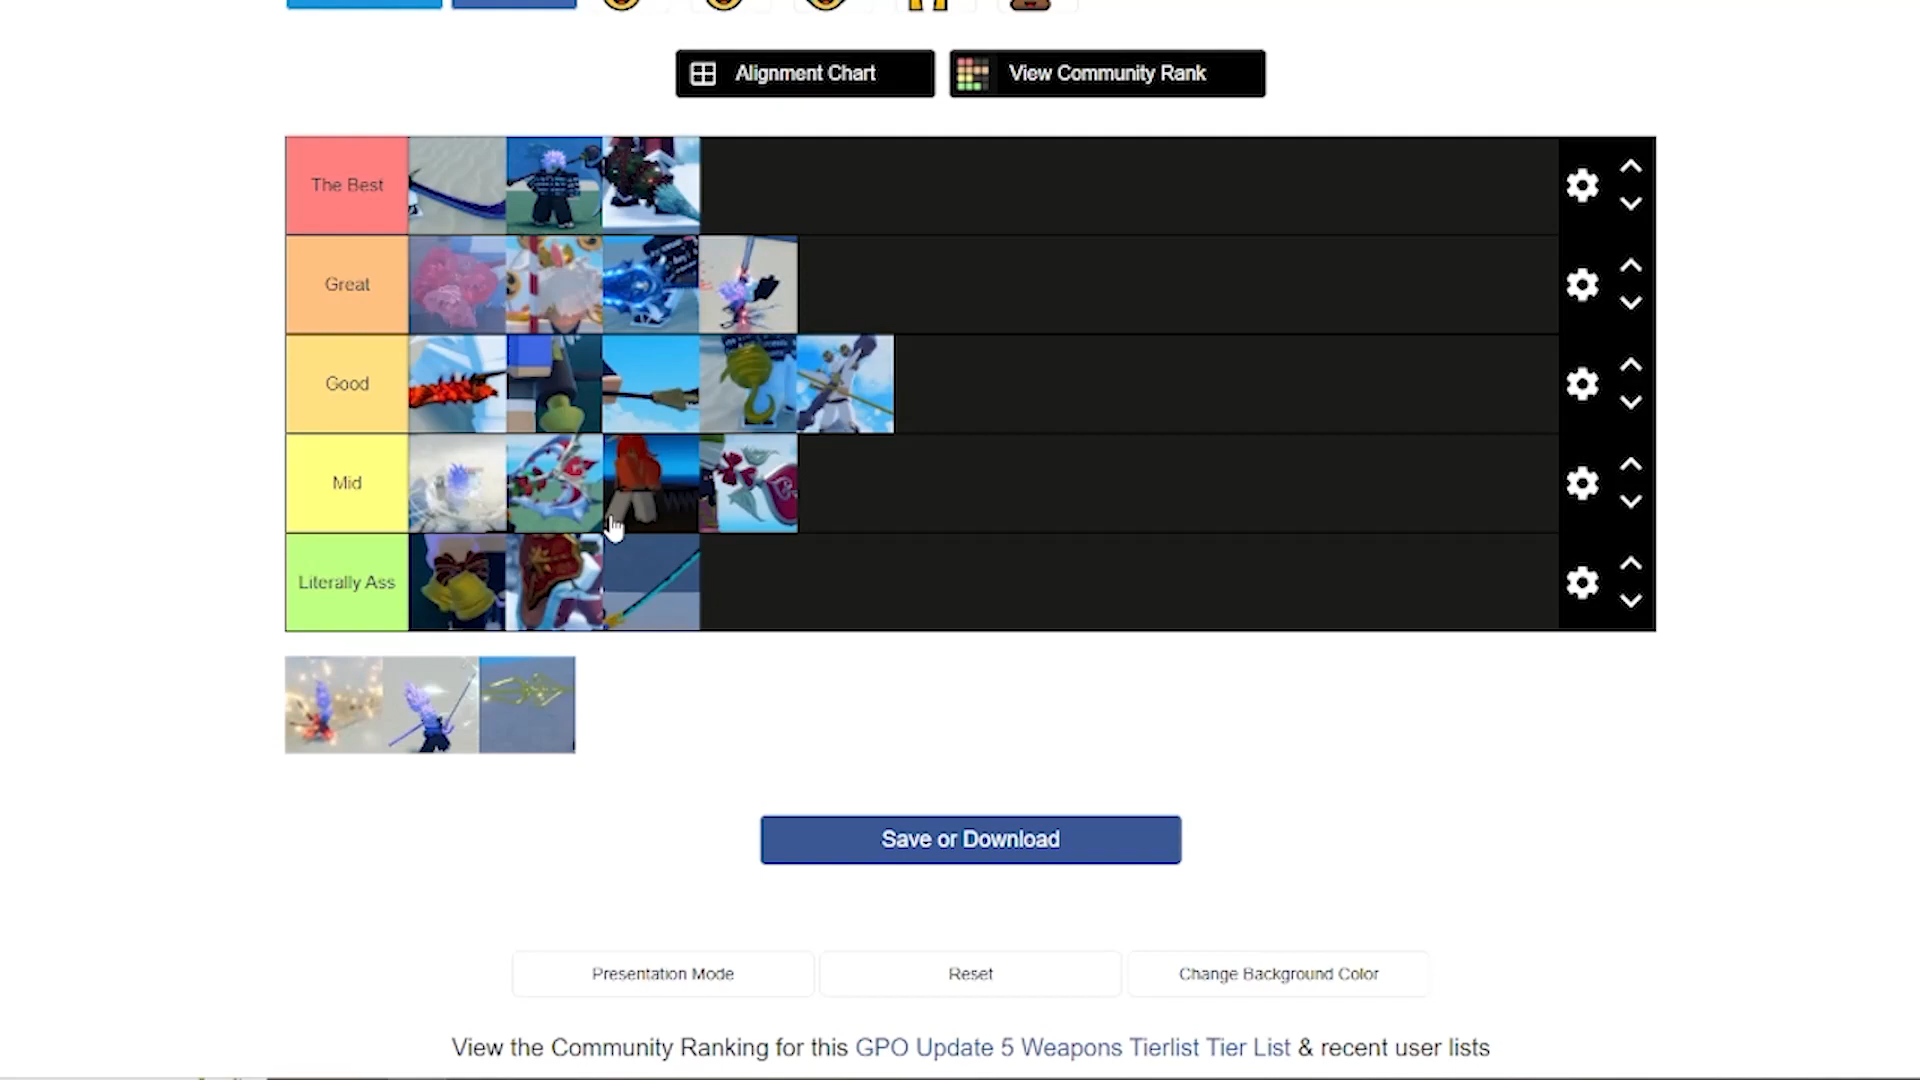 Alignment Chart
View Community Rank
The Best
Great
Good
Mid
Literally Ass
Save or Download
Presentation Mode
Reset
Change Background Color
View the Community Ranking for this GPO Update 5 Weapons Tierlist Tier List & recent user lists